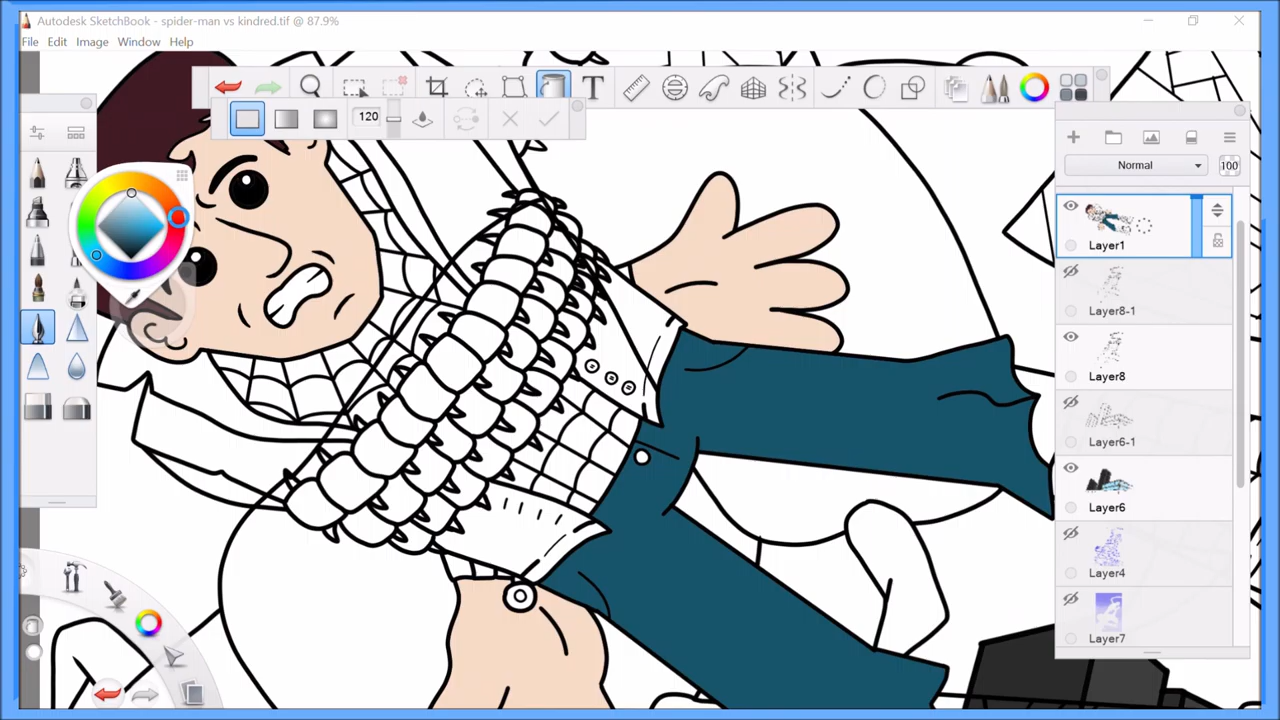 Autodesk SketchBook - spider-man vs kindred.tif @ 87.9%
File Edit Image Window Help
T
120
Normal 100
Layer1
Layer8-1
Layer8
Layer6-1
Layer6
Layer4
Layer7